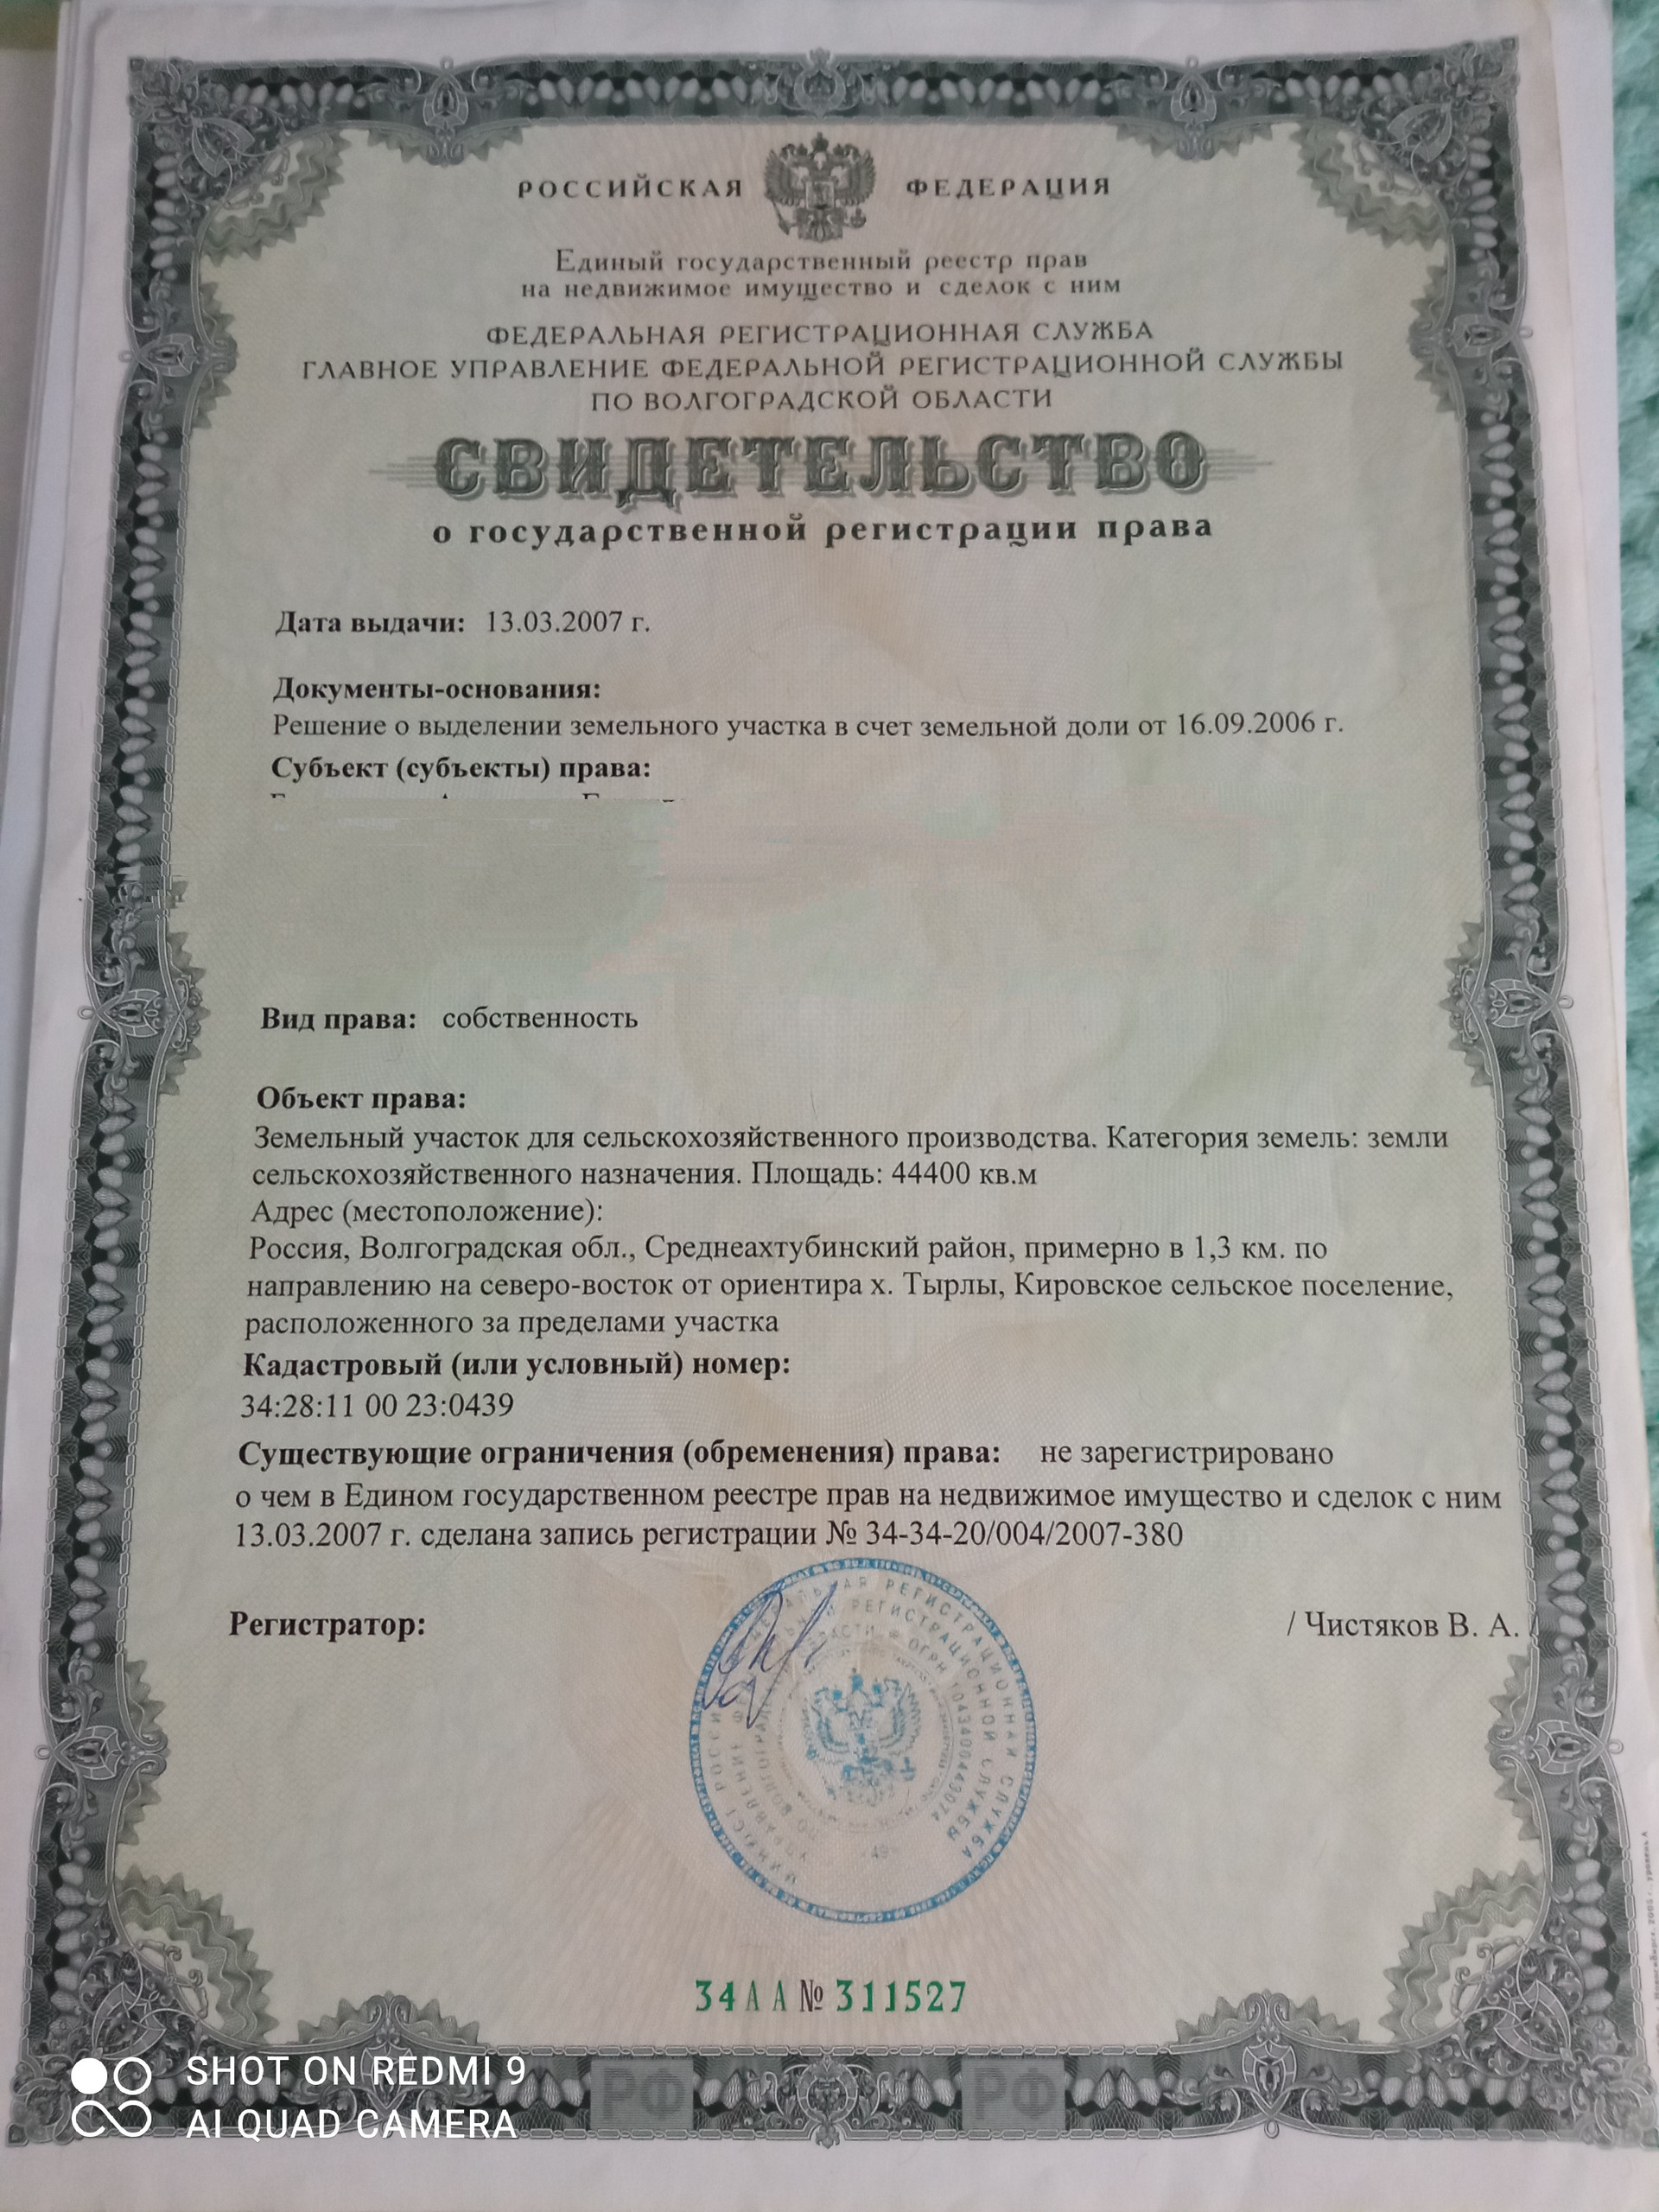 РОССИЙСКАЯ ФЕДЕРАЦИЯ
Единый государственный реестр прав
на недвижимое имущество и сделок с ним
ФЕДЕРАЛЬНАЯ РЕГИСТРАЦИОННАЯ СЛУЖБА
ГЛАВНОЕ УПРАВЛЕНИЕ ФЕДЕРАЛЬНОЙ РЕГИСТРАЦИОННОЙ СЛУЖБЫ
ПО ВОЛГОГРАДСКОЙ ОБЛАСТИ
СВИДЕТЕЛЬСТВО
о государственной регистрации права
Дата выдачи: 13.03.2007 г.
Документы-основания:
Решение о выделении земельного участка в счет земельной доли от 16.09.2006 г.
Субъект (субъекты) права:
Вид права: собственность
Объект права:
Земельный участок для сельскохозяйственного производства. Категория земель: земли
сельскохозяйственного назначения. Площадь: 44400 кв.м
Адрес (местоположение):
Россия, Волгоградская обл., Среднеахтубинский район, примерно в 1,3 км. по
направлению на северо-восток от ориентира х. Тырлы, Кировское сельское поселение,
расположенного за пределами участка
Кадастровый (или условный) номер:
34:28:11 00 23:0439
Существующие ограничения (обременения) права: не зарегистрировано
о чем в Едином государственном реестре прав на недвижимое имущество и сделок с ним
13.03.2007 г. сделана запись регистрации № 34-34-20/004/2007-380
Регистратор: / Чистяков В. А. /
34 А А № 311527
РФ РФ
SHOT ON REDMI 9
AI QUAD CAMERA